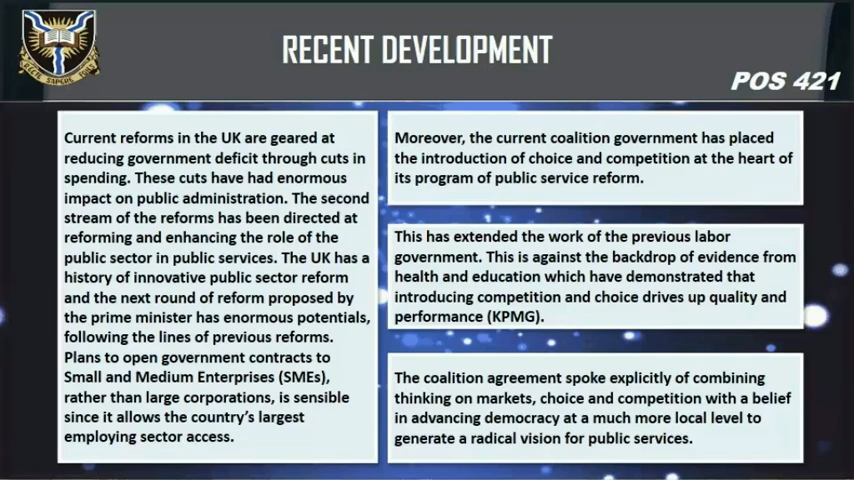 RECENT DEVELOPMENT
POS 421
Current reforms in the UK are geared at
reducing government deficit through cuts in
spending. These cuts have had enormous
impact on public administration. The second
stream of the reforms has been directed at
reforming and enhancing the role of the
public sector in public services. The UK has a
history of innovative public sector reform
and the next round of reform proposed by
the prime minister has enormous potentials,
following the lines of previous reforms.
Plans to open government contracts to
Small and Medium Enterprises (SMEs),
rather than large corporations, is sensible
since it allows the country's largest
employing sector access.
Moreover, the current coalition government has placed
the introduction of choice and competition at the heart of
its program of public service reform.
This has extended the work of the previous labor
government. This is against the backdrop of evidence from
health and education which have demonstrated that
introducing competition and choice drives up quality and
performance (KPMG).
The coalition agreement spoke explicitly of combining
thinking on markets, choice and competition with a belief
in advancing democracy at a much more local level to
generate a radical vision for public services.